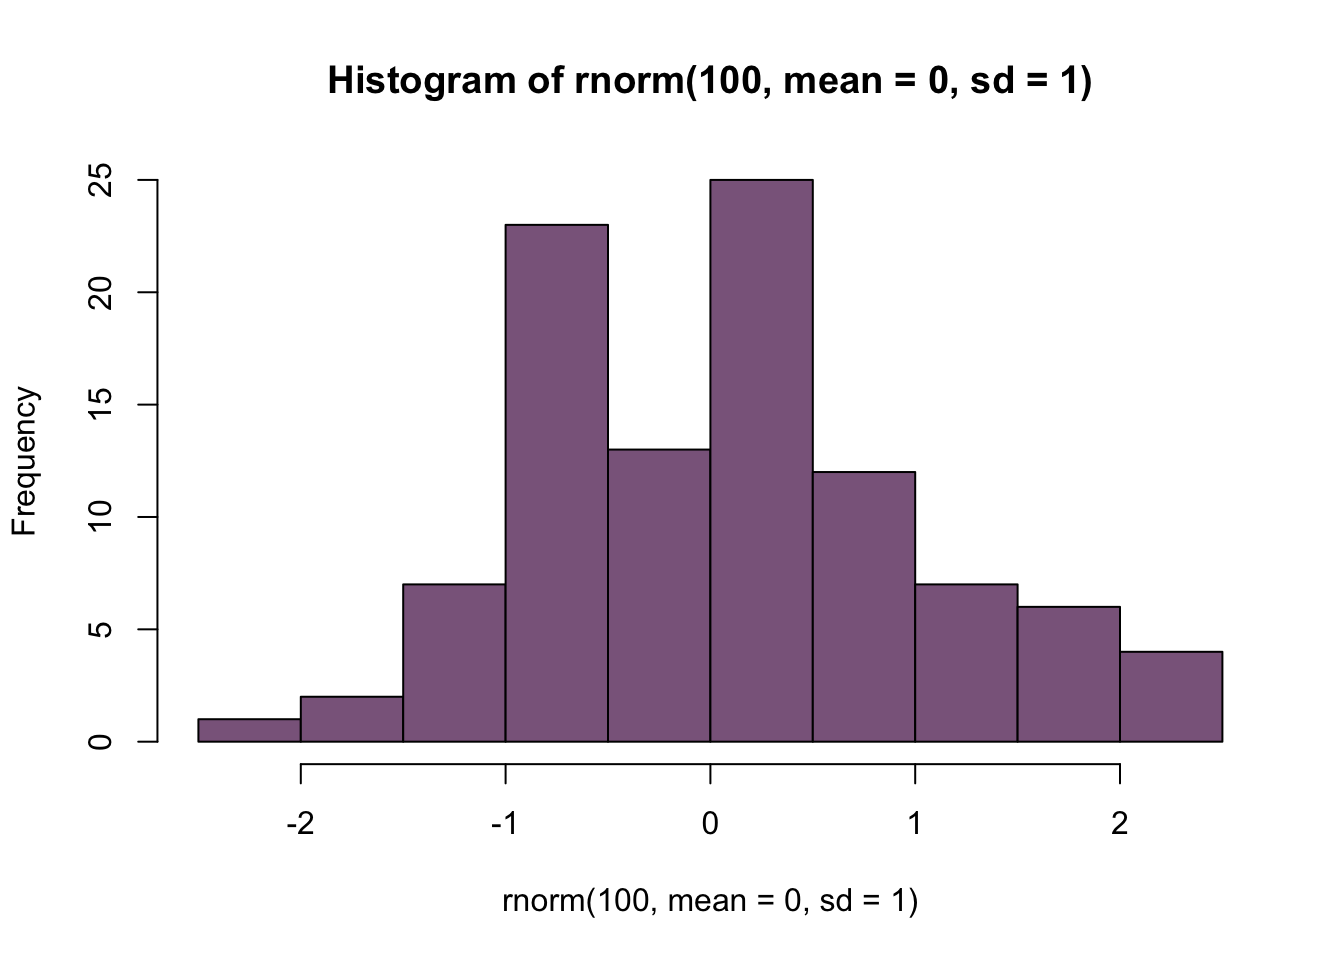 Histogram of rnorm(100, mean = 0, sd = 1)
Frequency
25
20
15
10
5
0
-2 -1 0 1 2
rnorm(100, mean = 0, sd = 1)